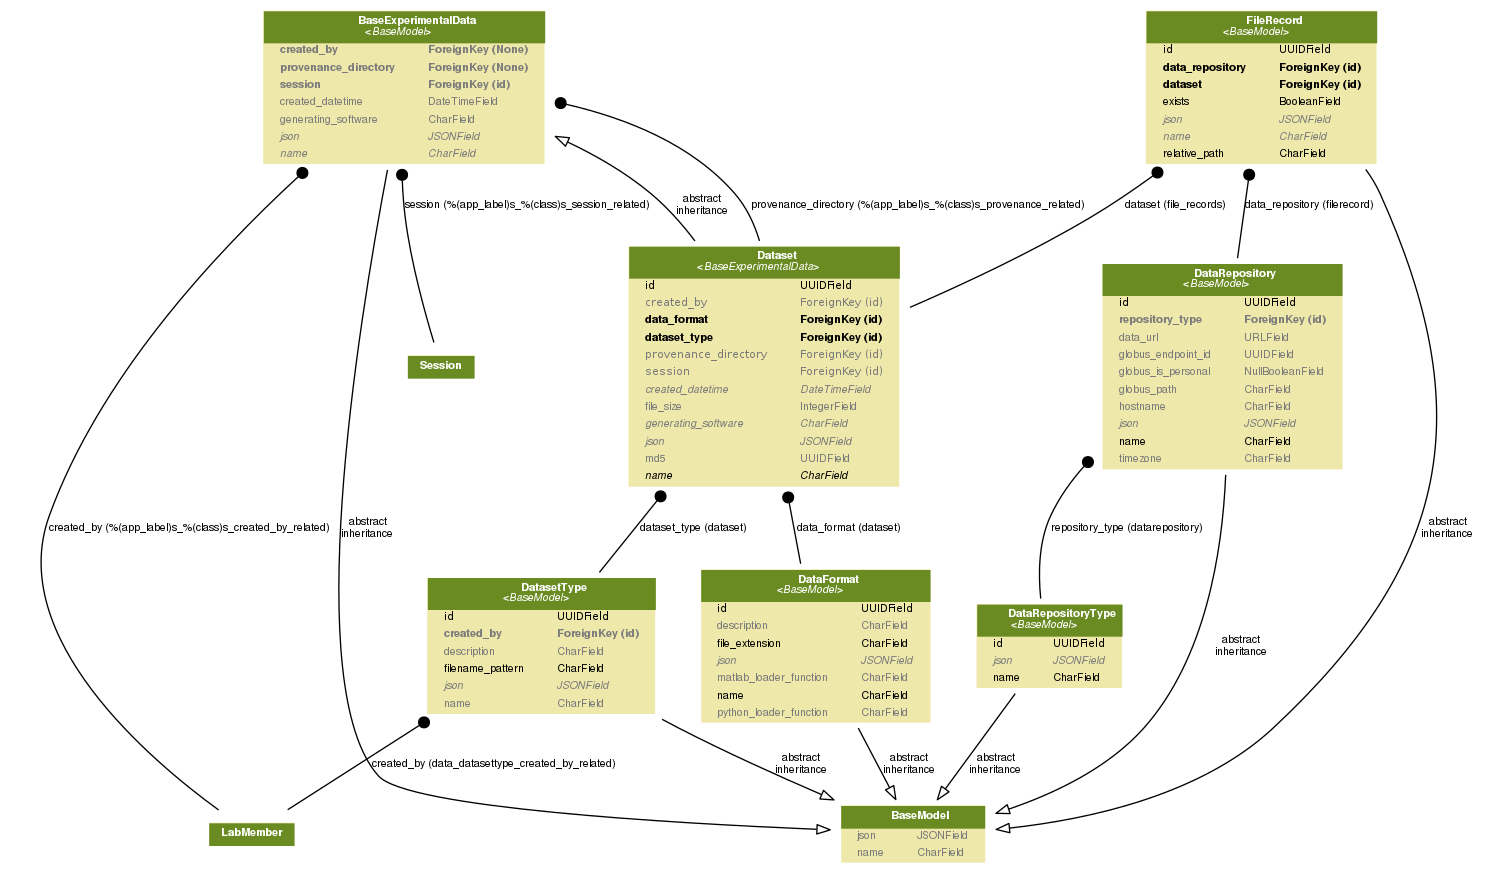 BaseExperimentalData
<BaseModel>
created_by ForeignKey (None)
provenance_directory ForeignKey (None)
session ForeignKey (id)
created_datetime DateTimeField
generating_software CharField
json JSONField
name CharField
FileRecord
<BaseModel>
id UUIDField
data_repository ForeignKey (id)
dataset ForeignKey (id)
exists BooleanField
json JSONField
name CharField
relative_path CharField
session (%(app_label)s_%(class)s_session_related)
abstract
inheritance
provenance_directory (%(app_label)s_%(class)s_provenance_related)
dataset (file_records)
data_repository (filerecord)
Dataset
<BaseExperimentalData>
id UUIDField
created_by ForeignKey (id)
data_format ForeignKey (id)
dataset_type ForeignKey (id)
provenance_directory ForeignKey (id)
session ForeignKey (id)
created_datetime DateTimeField
file_size IntegerField
generating_software CharField
json JSONField
md5 UUIDField
name CharField
DataRepository
<BaseModel>
id UUIDField
repository_type ForeignKey (id)
data_url URLField
globus_endpoint_id UUIDField
globus_is_personal NullBooleanField
globus_path CharField
hostname CharField
json JSONField
name CharField
timezone CharField
Session
created_by (%(app_label)s_%(class)s_created_by_related)
abstract
inheritance
dataset_type (dataset)
data_format (dataset)
repository_type (datarepository)
abstract
inheritance
DatasetType
<BaseModel>
id UUIDField
created_by ForeignKey (id)
description CharField
filename_pattern CharField
json JSONField
name CharField
DataFormat
<BaseModel>
id UUIDField
description CharField
file_extension CharField
json JSONField
matlab_loader_function CharField
name CharField
python_loader_function CharField
DataRepositoryType
<BaseModel>
id UUIDField
json JSONField
name CharField
abstract
inheritance
created_by (data_datasettype_created_by_related)
abstract
inheritance
abstract
inheritance
abstract
inheritance
LabMember
BaseModel
json JSONField
name CharField